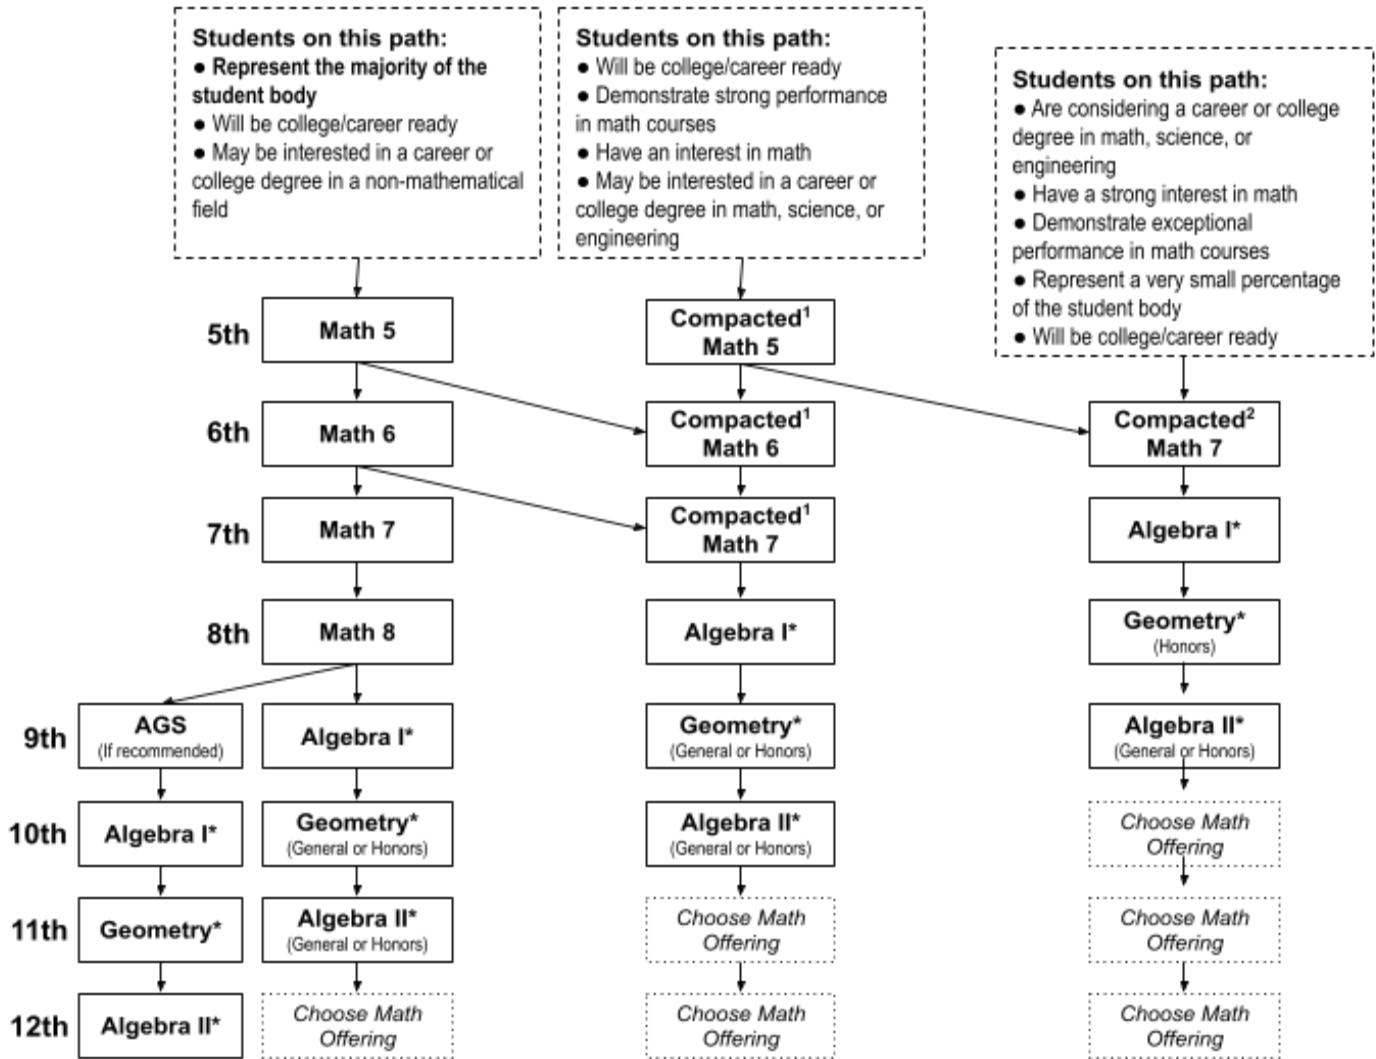 Students on this path:
● Represent the majority of the
student body
● Will be college/career ready
● May be interested in a career or
college degree in a non-mathematical
field
Students on this path:
● Will be college/career ready
● Demonstrate strong performance
in math courses
● Have an interest in math
● May be interested in a career or
college degree in math, science, or
engineering
Students on this path:
● Are considering a career or college
degree in math, science, or
engineering
● Have a strong interest in math
● Demonstrate exceptional
performance in math courses
● Represent a very small percentage
of the student body
● Will be college/career ready
5th
Math 5
Compacted¹
Math 5
6th
Math 6
Compacted¹
Math 6
Compacted²
Math 7
7th
Math 7
Compacted¹
Math 7
Algebra I*
8th
Math 8
Algebra I*
Geometry*
(Honors)
9th
AGS
(If recommended)
Algebra I*
Geometry*
(General or Honors)
Algebra II*
(General or Honors)
10th
Algebra I*
Geometry*
(General or Honors)
Algebra II*
(General or Honors)
Choose Math
Offering
11th
Geometry*
Algebra II*
(General or Honors)
Choose Math
Offering
Choose Math
Offering
12th
Algebra II*
Choose Math
Offering
Choose Math
Offering
Choose Math
Offering